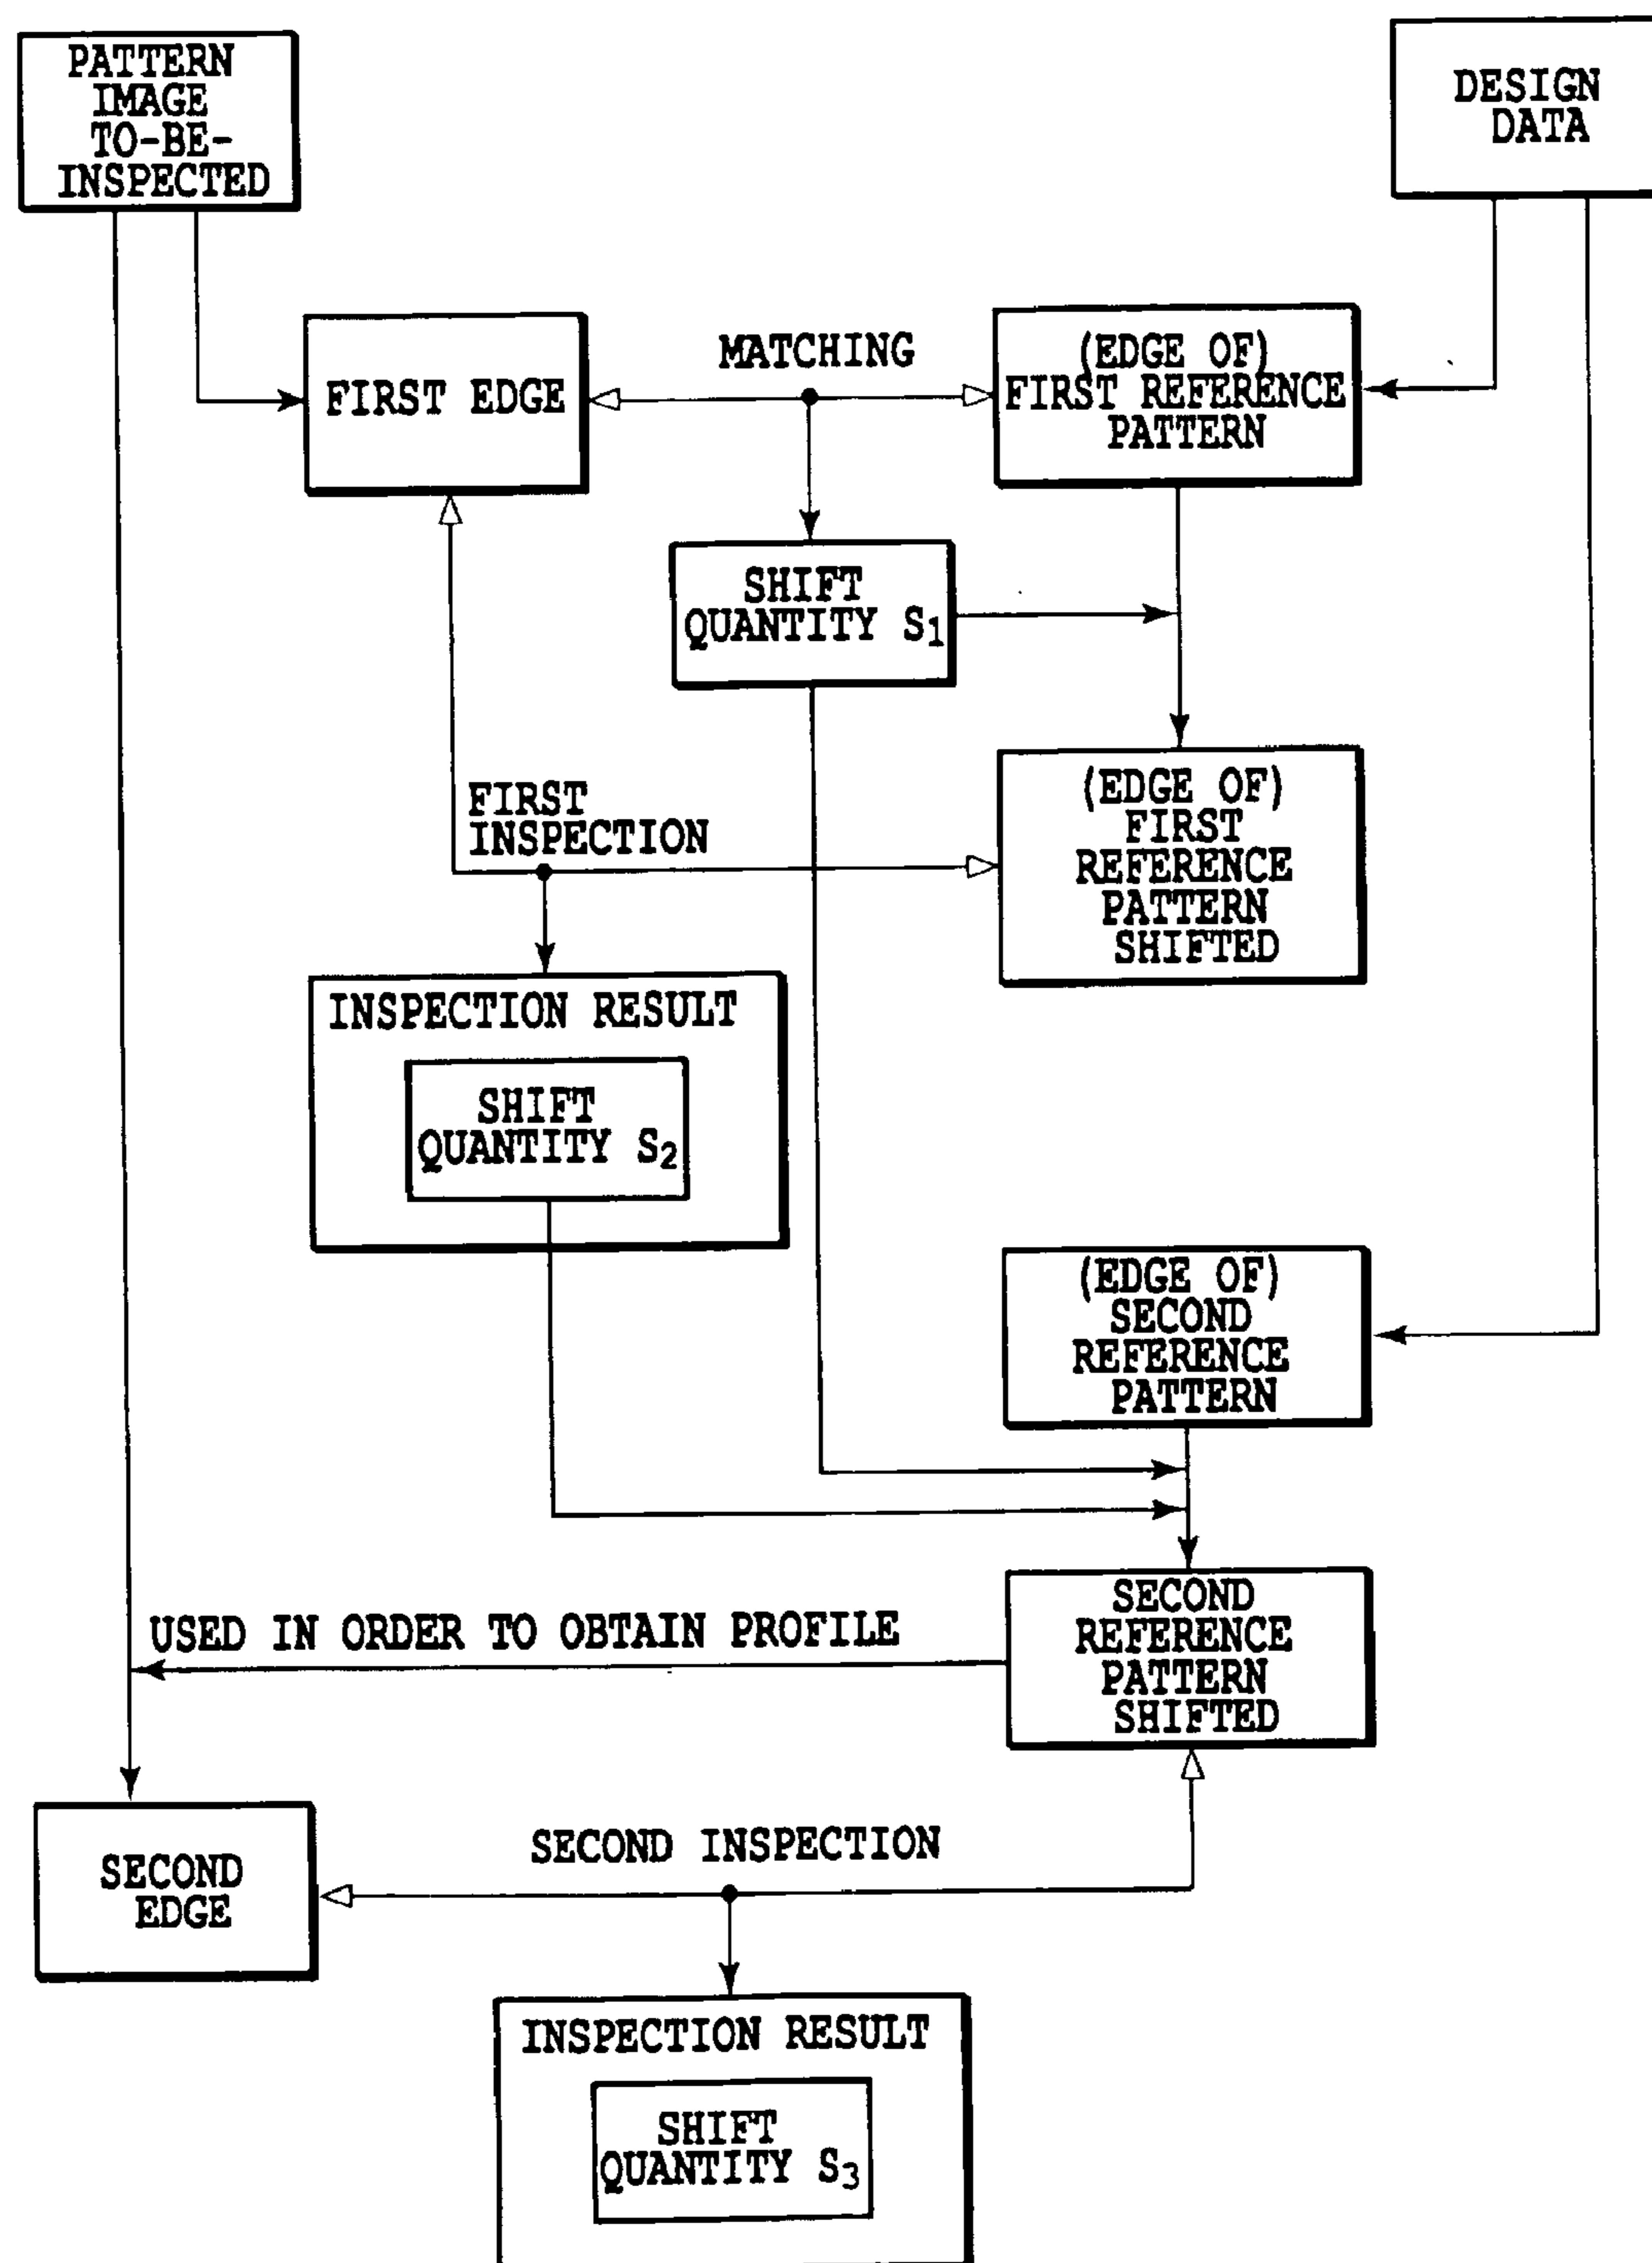 PATTERN
IMAGE
TO-BE-
INSPECTED
DESIGN
DATA
FIRST EDGE
MATCHING
(EDGE OF)
FIRST REFERENCE
PATTERN
SHIFT
QUANTITY S1
FIRST
INSPECTION
(EDGE OF)
FIRST
REFERENCE
PATTERN
SHIFTED
INSPECTION RESULT
SHIFT
QUANTITY S2
(EDGE OF)
SECOND
REFERENCE
PATTERN
USED IN ORDER TO OBTAIN PROFILE
SECOND
REFERENCE
PATTERN
SHIFTED
SECOND
EDGE
SECOND INSPECTION
INSPECTION RESULT
SHIFT
QUANTITY S3